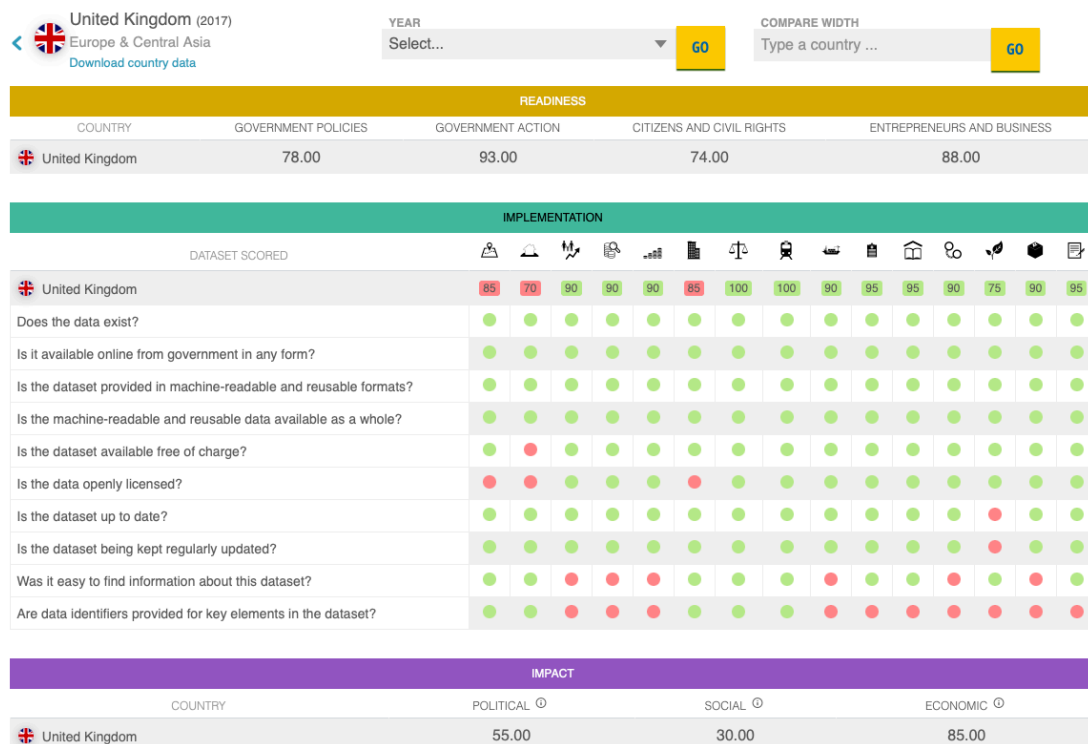 United Kingdom (2017)
Europe & Central Asia
Download country data
YEAR
Select...
GO
COMPARE WIDTH
Type a country ...
GO
READINESS
COUNTRY GOVERNMENT POLICIES GOVERNMENT ACTION CITIZENS AND CIVIL RIGHTS ENTREPRENEURS AND BUSINESS
United Kingdom 78.00 93.00 74.00 88.00
IMPLEMENTATION
DATASET SCORED
United Kingdom 85 70 90 90 90 85 100 100 90 95 95 90 75 90 95
Does the data exist?
Is it available online from government in any form?
Is the dataset provided in machine-readable and reusable formats?
Is the machine-readable and reusable data available as a whole?
Is the dataset available free of charge?
Is the data openly licensed?
Is the dataset up to date?
Is the dataset being kept regularly updated?
Was it easy to find information about this dataset?
Are data identifiers provided for key elements in the dataset?
IMPACT
COUNTRY POLITICAL SOCIAL ECONOMIC
United Kingdom 55.00 30.00 85.00